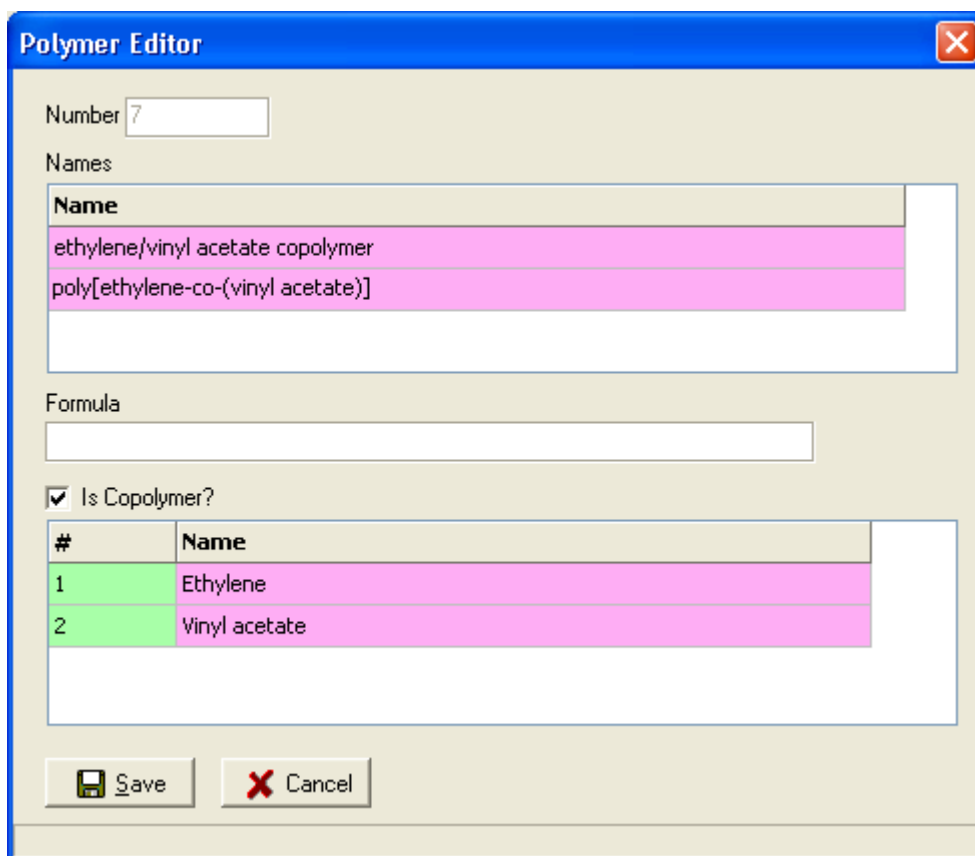 Polymer Editor
Number 7
Names
Name
ethylene/vinyl acetate copolymer
poly[ethylene-co-(vinyl acetate)]
Formula
Is Copolymer?
# Name
1 Ethylene
2 Vinyl acetate
Save Cancel